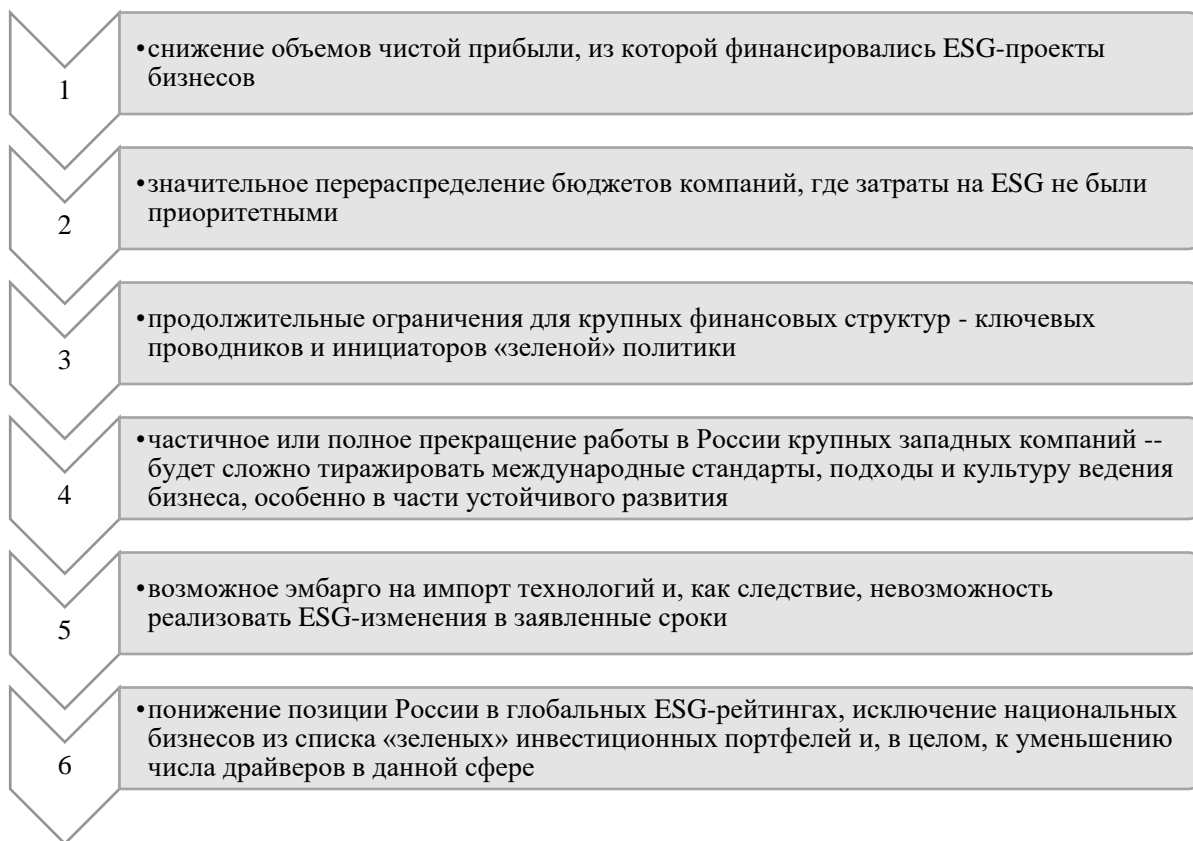 1
•снижение объемов чистой прибыли, из которой финансировались ESG-проекты
бизнесов
2
•значительное перераспределение бюджетов компаний, где затраты на ESG не были
приоритетными
3
•продолжительные ограничения для крупных финансовых структур - ключевых
проводников и инициаторов «зеленой» политики
4
•частичное или полное прекращение работы в России крупных западных компаний --
будет сложно тиражировать международные стандарты, подходы и культуру ведения
бизнеса, особенно в части устойчивого развития
5
•возможное эмбарго на импорт технологий и, как следствие, невозможность
реализовать ESG-изменения в заявленные сроки
6
•понижение позиции России в глобальных ESG-рейтингах, исключение национальных
бизнесов из списка «зеленых» инвестиционных портфелей и, в целом, к уменьшению
числа драйверов в данной сфере